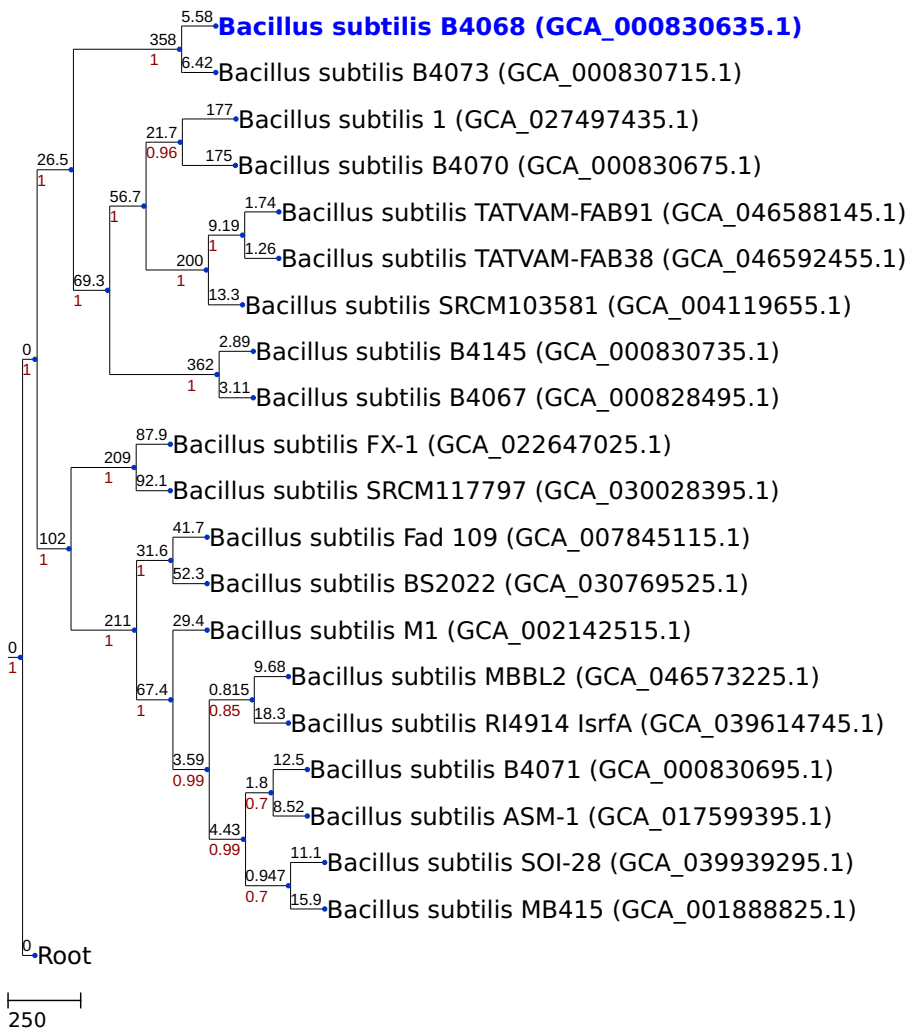 5.58
Bacillus subtilis B4068 (GCA_000830635.1)
358
1
6.42
Bacillus subtilis B4073 (GCA_000830715.1)
177
Bacillus subtilis 1 (GCA_027497435.1)
21.7
0.96
175
Bacillus subtilis B4070 (GCA_000830675.1)
26.5
1
56.7
1
1.74
Bacillus subtilis TATVAM-FAB91 (GCA_046588145.1)
9.19
1
1.26
Bacillus subtilis TATVAM-FAB38 (GCA_046592455.1)
200
1
69.3
1
13.3
Bacillus subtilis SRCM103581 (GCA_004119655.1)
2.89
Bacillus subtilis B4145 (GCA_000830735.1)
0
1
362
1
3.11
Bacillus subtilis B4067 (GCA_000828495.1)
87.9
Bacillus subtilis FX-1 (GCA_022647025.1)
209
1
92.1
Bacillus subtilis SRCM117797 (GCA_030028395.1)
41.7
Bacillus subtilis Fad 109 (GCA_007845115.1)
102
1
31.6
1
52.3
Bacillus subtilis BS2022 (GCA_030769525.1)
211
1
29.4
Bacillus subtilis M1 (GCA_002142515.1)
0
1
9.68
Bacillus subtilis MBBL2 (GCA_046573225.1)
67.4
1
0.815
0.85
18.3
Bacillus subtilis RI4914 IsrfA (GCA_039614745.1)
3.59
0.99
12.5
Bacillus subtilis B4071 (GCA_000830695.1)
1.8
0.7
8.52
Bacillus subtilis ASM-1 (GCA_017599395.1)
4.43
0.99
11.1
Bacillus subtilis SOI-28 (GCA_039939295.1)
0.947
0.7
15.9
Bacillus subtilis MB415 (GCA_001888825.1)
0
Root
250